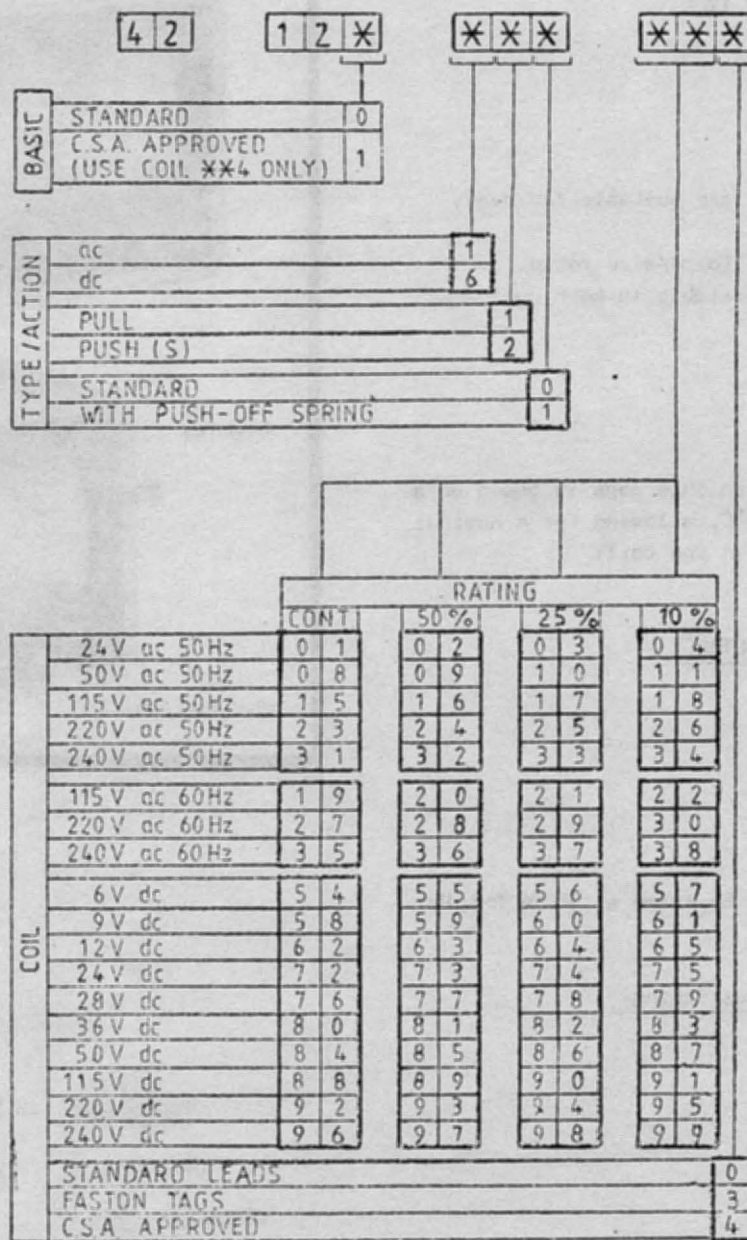 4 2 1 2 * * * * * * *
BASIC
STANDARD 0
C.S.A. APPROVED
(USE COIL **4 ONLY) 1
TYPE/ACTION
ac 1
dc 6
PULL 1
PUSH (S) 2
STANDARD 0
WITH PUSH-OFF SPRING 1
RATING
CONT 50% 25% 10%
COIL
24V ac 50Hz 0 1 0 2 0 3 0 4
50V ac 50Hz 0 8 0 9 1 0 1 1
115V ac 50Hz 1 5 1 6 1 7 1 8
220V ac 50Hz 2 3 2 4 2 5 2 6
240V ac 50Hz 3 1 3 2 3 3 3 4
115V ac 60Hz 1 9 2 0 2 1 2 2
220V ac 60Hz 2 7 2 8 2 9 3 0
240V ac 60Hz 3 5 3 6 3 7 3 8
6V dc 5 4 5 5 5 6 5 7
9V dc 5 8 5 9 6 0 6 1
12V dc 6 2 6 3 6 4 6 5
24V dc 7 2 7 3 7 4 7 5
28V dc 7 6 7 7 7 8 7 9
36V dc 8 0 8 1 8 2 8 3
50V dc 8 4 8 5 8 6 8 7
115V dc 8 8 8 9 9 0 9 1
220V dc 9 2 9 3 9 4 9 5
240V dc 9 6 9 7 9 8 9 9
STANDARD LEADS 0
FASTON TAGS 3
C.S.A APPROVED 4